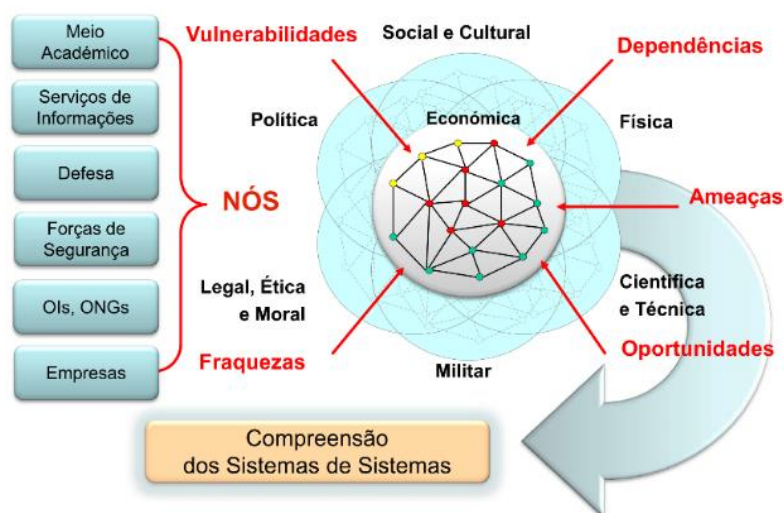 Meio
Académico
Serviços de
Informações
Defesa
Forças de
Segurança
OIs, ONGs
Empresas
NÓS
Vulnerabilidades
Social e Cultural
Dependências
Política
Económica
Física
Ameaças
Legal, Ética
e Moral
Científica
e Técnica
Fraquezas
Militar
Oportunidades
Compreensão
dos Sistemas de Sistemas